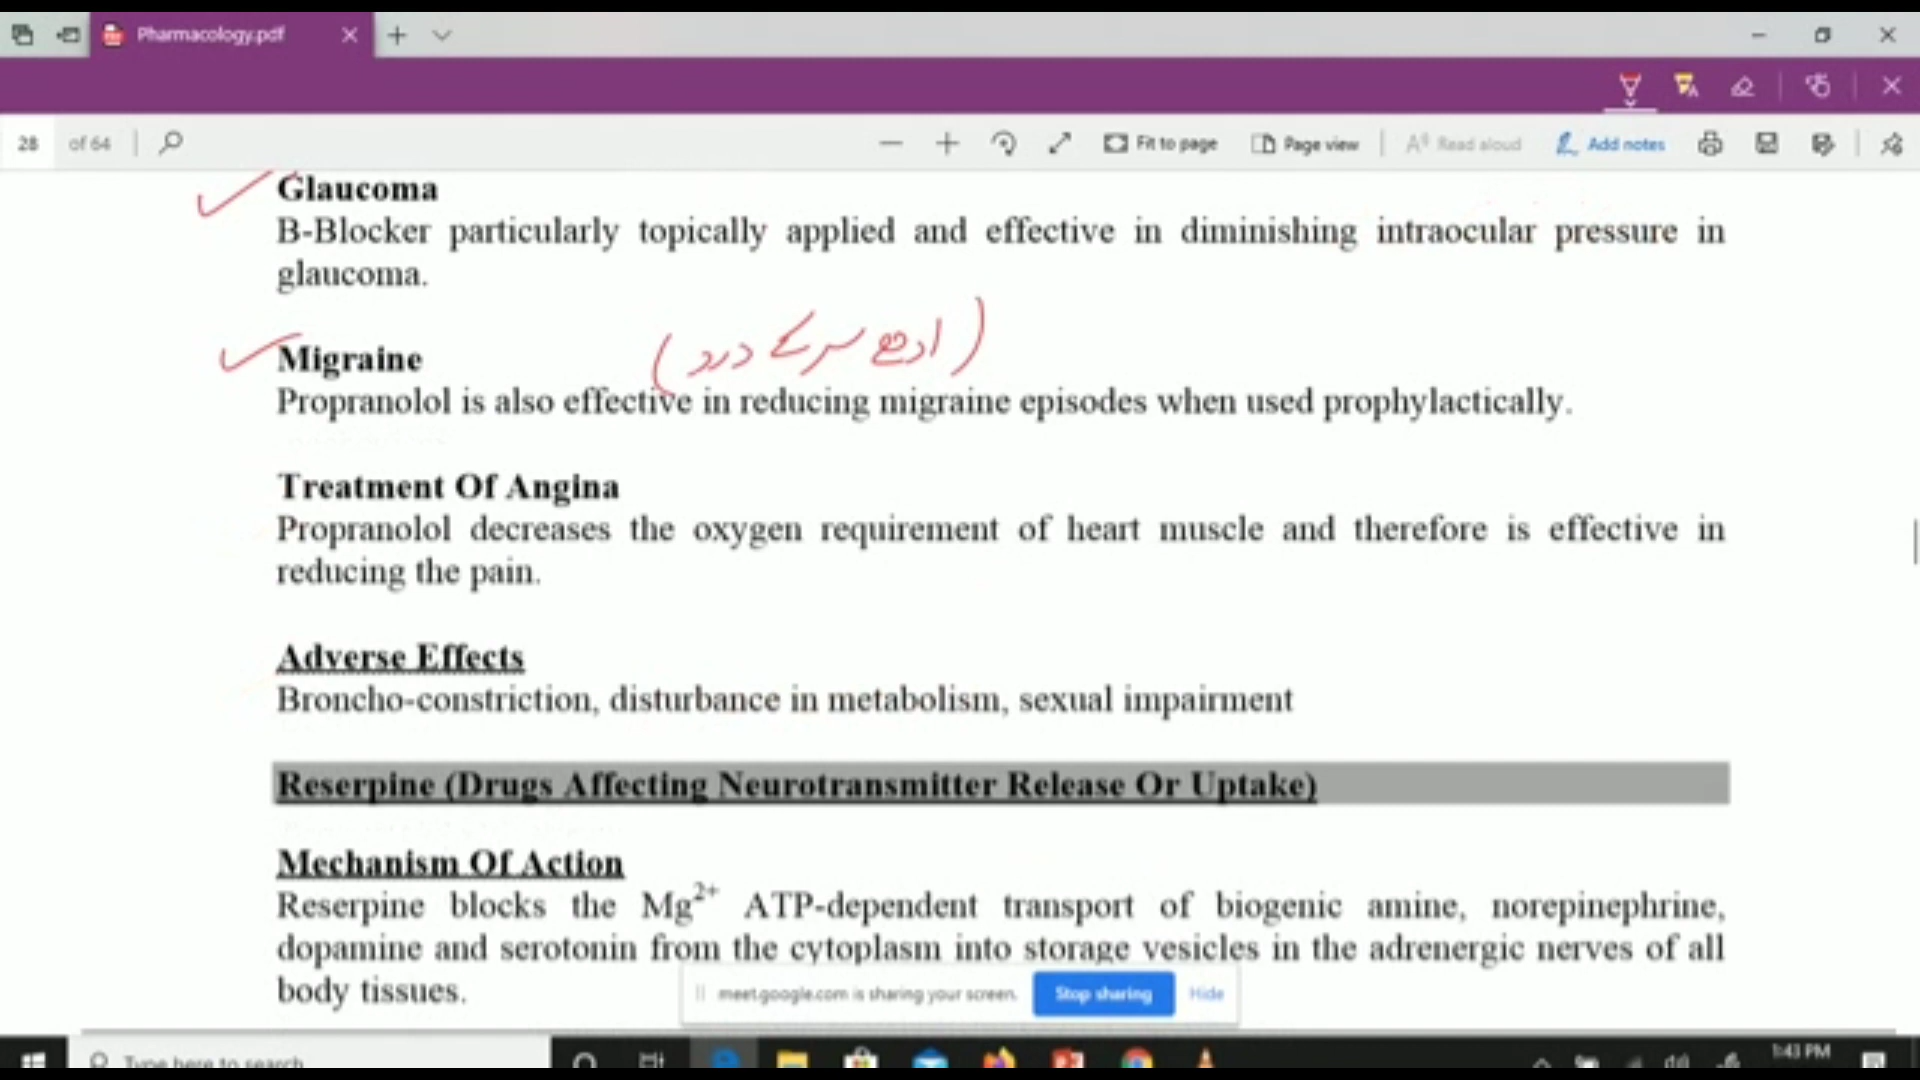 Pharmacology.pdf
28 of 64
Fit to page
Page view
Read aloud
Add notes
Glaucoma
B-Blocker particularly topically applied and effective in diminishing intraocular pressure in
glaucoma.
(ادھے سر کے درد)
Migraine
Propranolol is also effective in reducing migraine episodes when used prophylactically.
Treatment Of Angina
Propranolol decreases the oxygen requirement of heart muscle and therefore is effective in
reducing the pain.
Adverse Effects
Broncho-constriction, disturbance in metabolism, sexual impairment
Reserpine (Drugs Affecting Neurotransmitter Release Or Uptake)
Mechanism Of Action
Reserpine blocks the Mg²⁺ ATP-dependent transport of biogenic amine, norepinephrine,
dopamine and serotonin from the cytoplasm into storage vesicles in the adrenergic nerves of all
body tissues.
meet.google.com is sharing your screen.
Stop sharing
Hide
Type here to search
1:43 PM